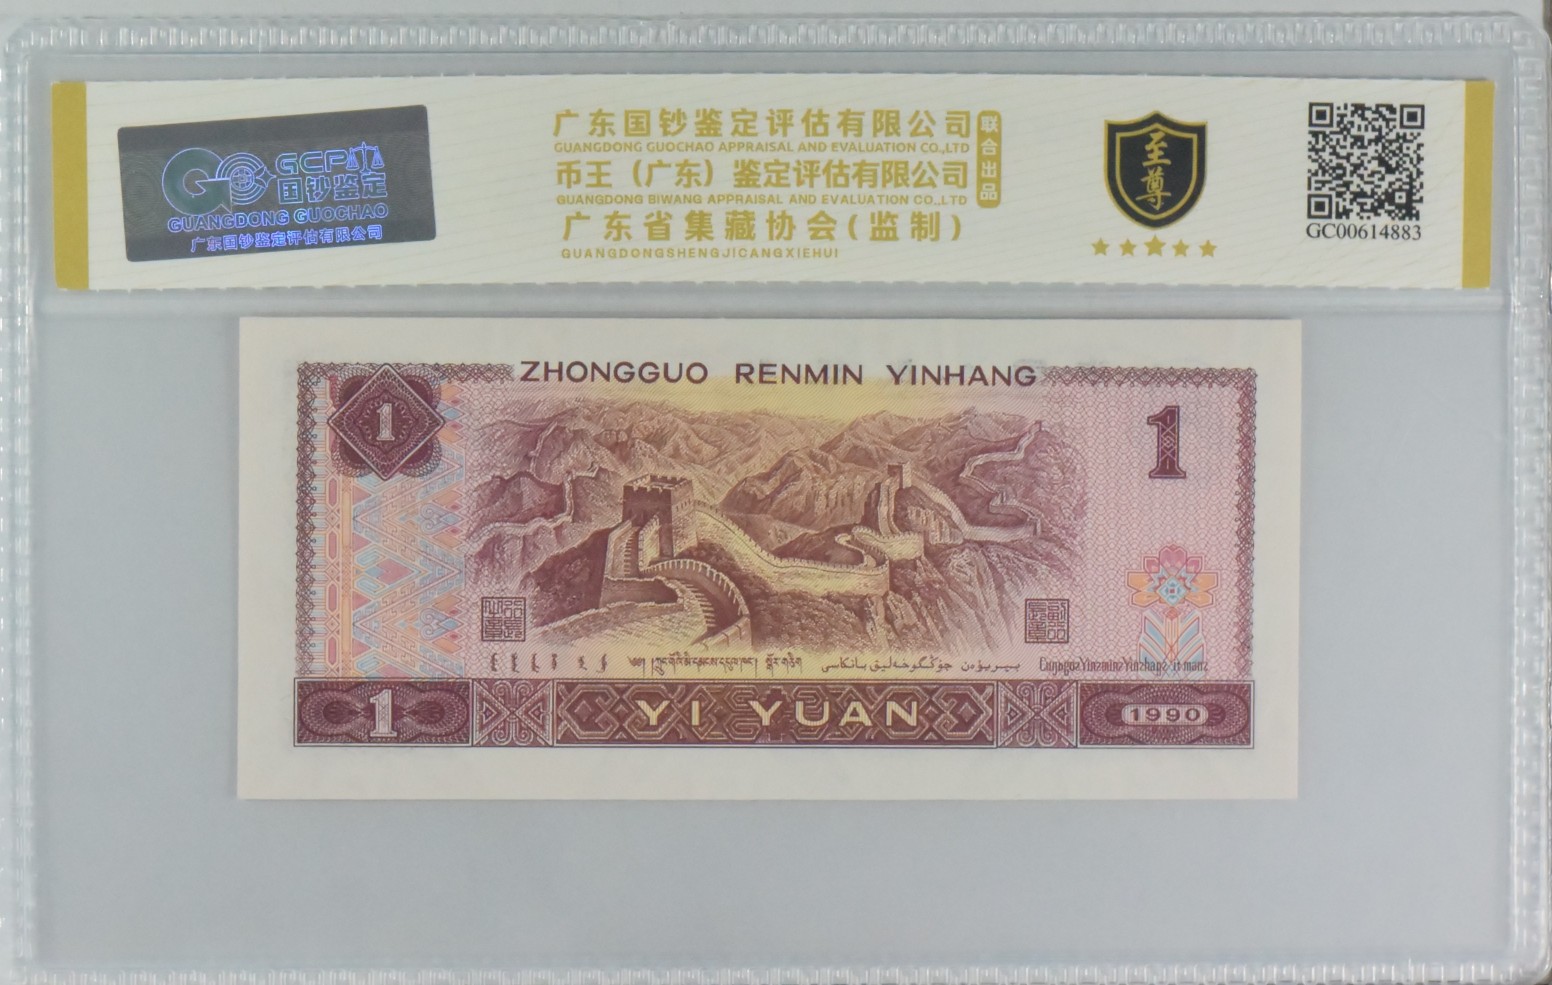 GCP
国钞鉴定
GUANGDONG GUOCHAO
广东国钞鉴定评估有限公司
广东国钞鉴定评估有限公司
GUANGDONG GUOCHAO APPRAISAL AND EVALUATION CO.,LTD
币王（广东）鉴定评估有限公司
GUANGDONG BIWANG APPRAISAL AND EVALUATION CO.,LTD
广东省集藏协会(监制)
GUANGDONGSHENGJICANGXIEHUI
联合出品
至尊
GC00614883
ZHONGGUO RENMIN YINHANG
1
1
1
YI YUAN
1990